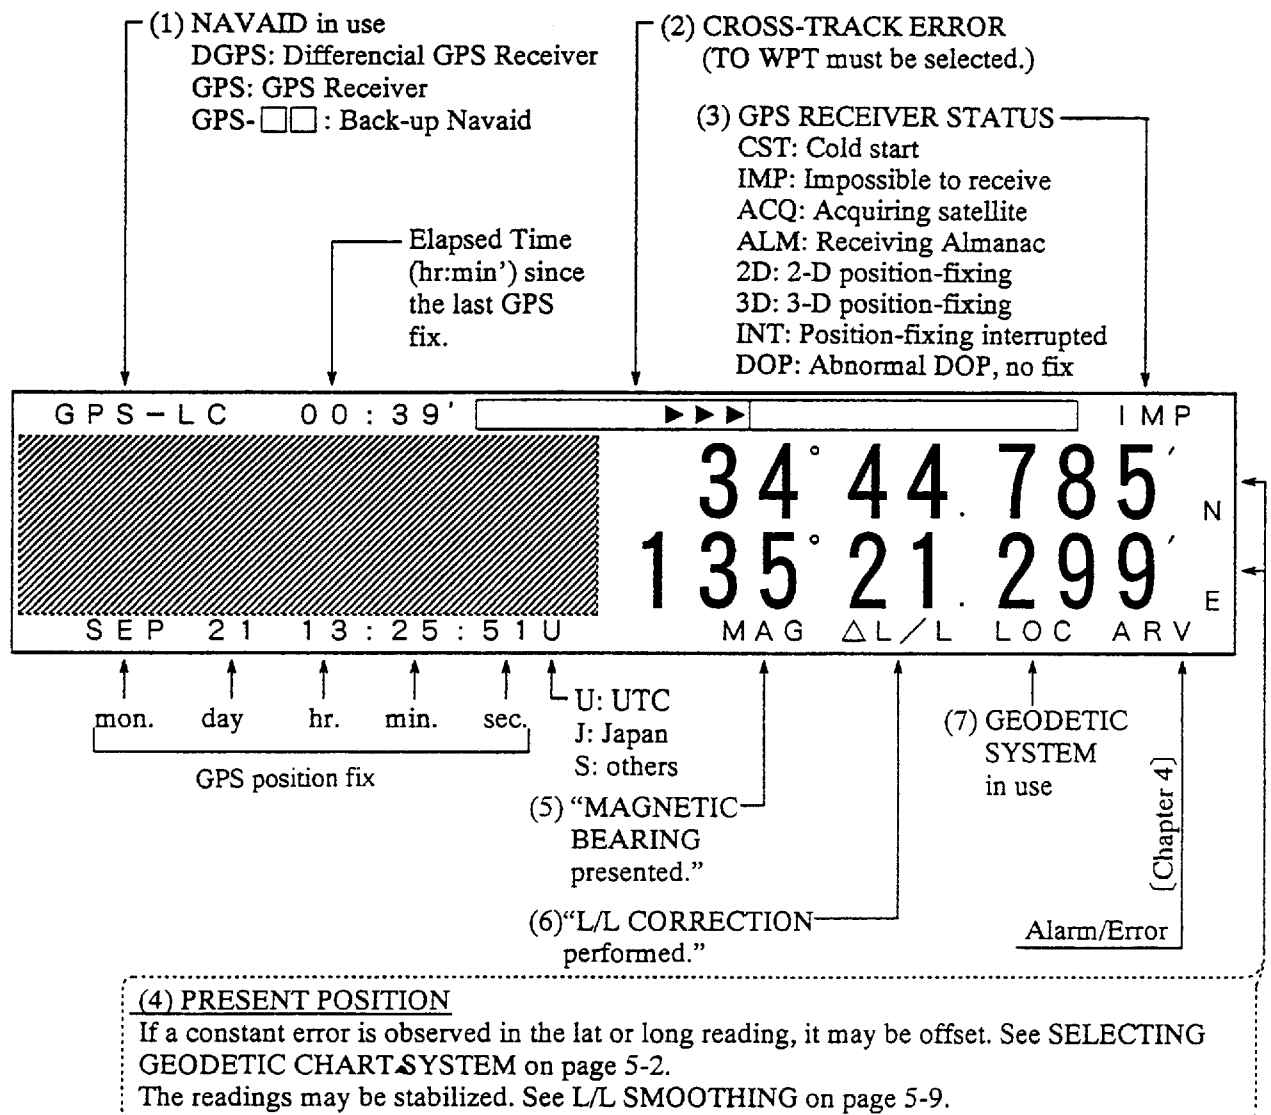 (1) NAVAID in use
DGPS: Differencial GPS Receiver
GPS: GPS Receiver
GPS-□□ : Back-up Navaid
(2) CROSS-TRACK ERROR
(TO WPT must be selected.)
(3) GPS RECEIVER STATUS
CST: Cold start
IMP: Impossible to receive
ACQ: Acquiring satellite
ALM: Receiving Almanac
2D: 2-D position-fixing
3D: 3-D position-fixing
INT: Position-fixing interrupted
DOP: Abnormal DOP, no fix
Elapsed Time
(hr:min') since
the last GPS
fix.
GPS-LC 00:39' ▶▶▶ IMP
34°44.785' N
135°21.299' E
SEP 21 13:25:51U MAG △L/L LOC ARV
mon. day hr. min. sec.
GPS position fix
U: UTC
J: Japan
S: others
(5) “MAGNETIC
BEARING
presented.”
(6)“L/L CORRECTION
performed.”
(7) GEODETIC
SYSTEM
in use
[Chapter 4]
Alarm/Error
(4) PRESENT POSITION
If a constant error is observed in the lat or long reading, it may be offset. See SELECTING
GEODETIC CHART SYSTEM on page 5-2.
The readings may be stabilized. See L/L SMOOTHING on page 5-9.